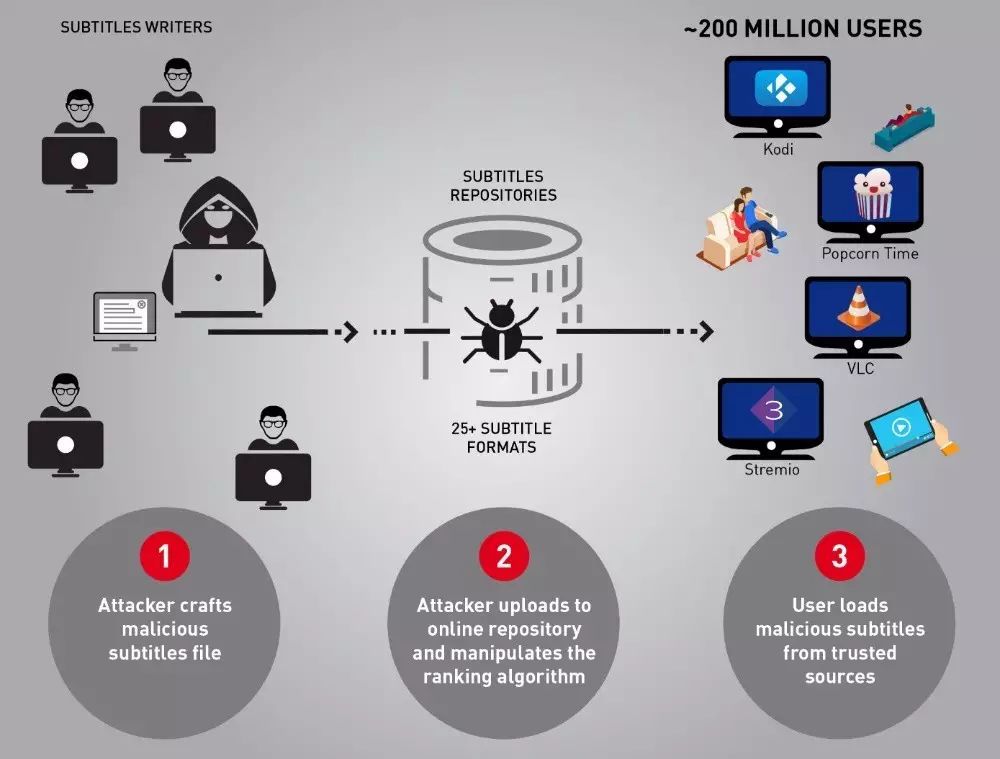 SUBTITLES WRITERS
~200 MILLION USERS
Kodi
SUBTITLES
REPOSITORIES
Popcorn Time
VLC
25+ SUBTITLE
FORMATS
3
Stremio
1
Attacker crafts
malicious
subtitles file
2
Attacker uploads to
online repository
and manipulates the
ranking algorithm
3
User loads
malicious subtitles
from trusted
sources